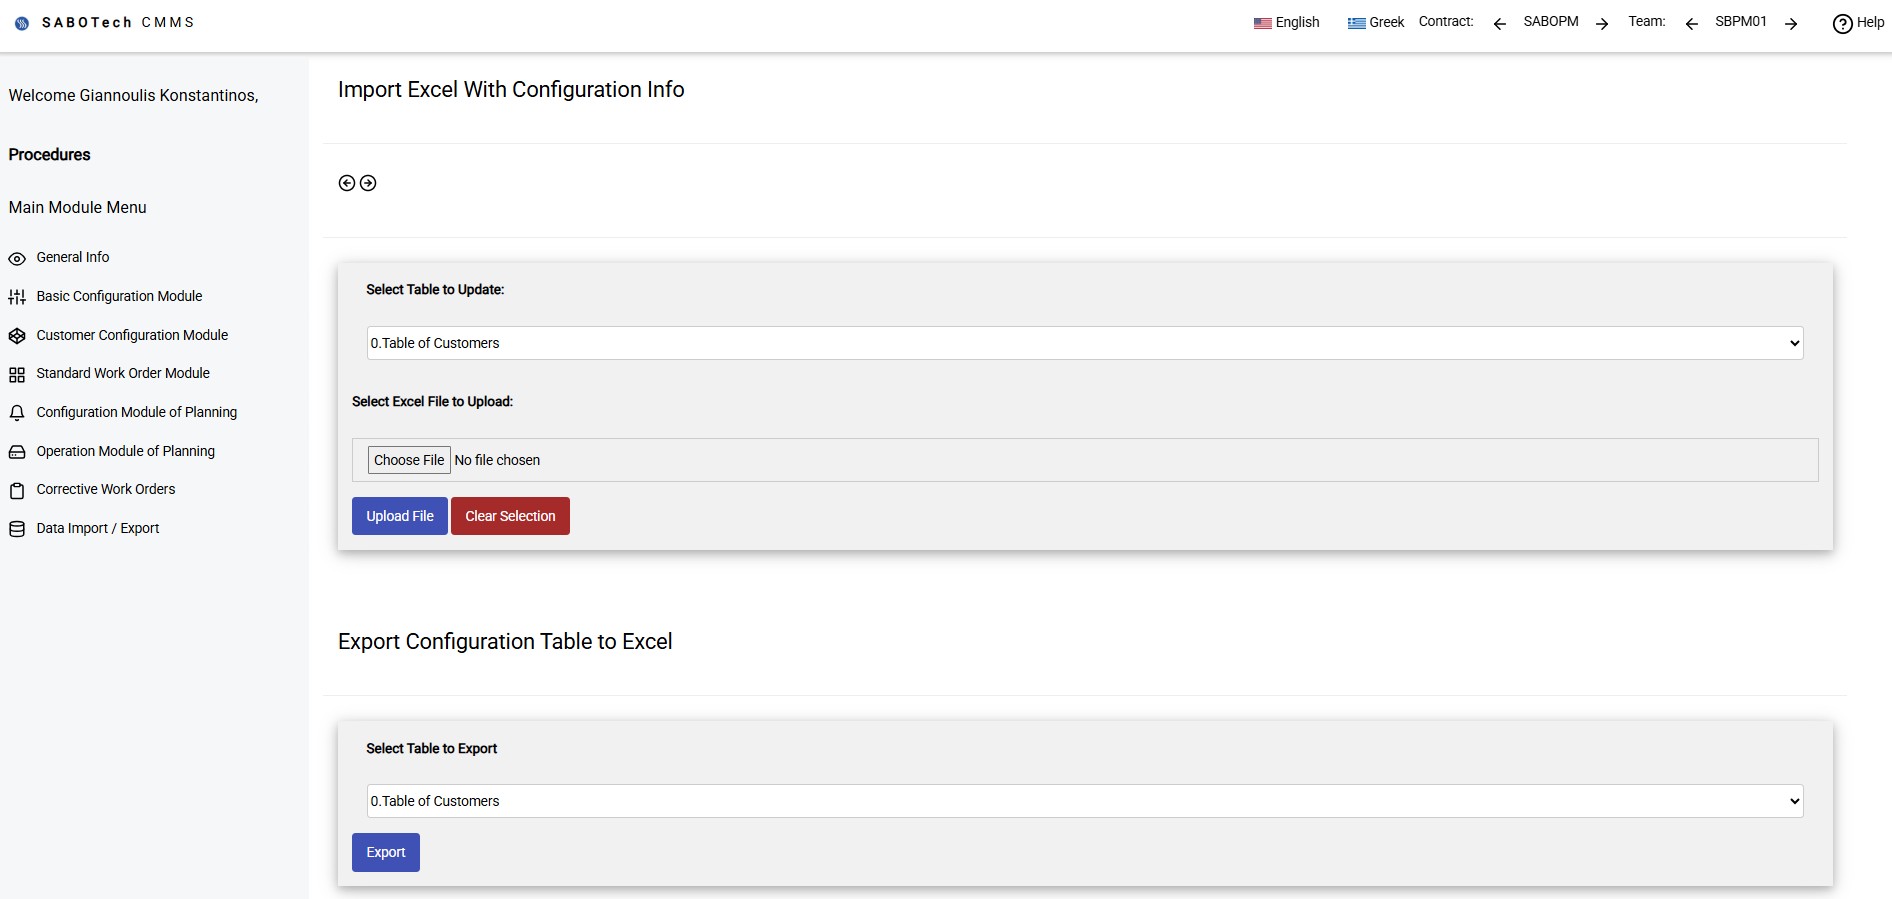 SABOTech CMMS
English Greek Contract: SABOPM Team: SBPM01 Help
Welcome Giannoulis Konstantinos,
Procedures
Main Module Menu
General Info
Basic Configuration Module
Customer Configuration Module
Standard Work Order Module
Configuration Module of Planning
Operation Module of Planning
Corrective Work Orders
Data Import / Export
Import Excel With Configuration Info
Select Table to Update:
0.Table of Customers
Select Excel File to Upload:
Choose File No file chosen
Upload File Clear Selection
Export Configuration Table to Excel
Select Table to Export
0.Table of Customers
Export